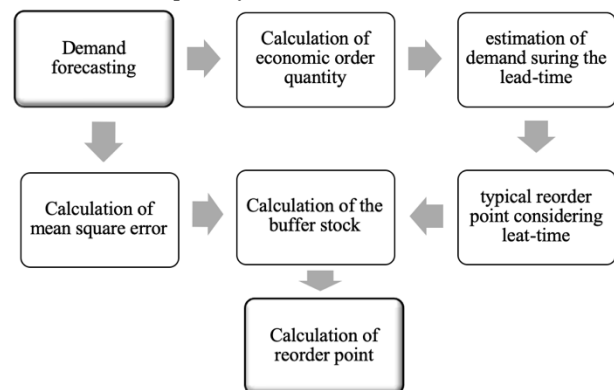 Demand
forecasting
Calculation of
economic order
quantity
estimation of
demand suring the
lead-time
Calculation of
mean square error
Calculation of the
buffer stock
typical reorder
point considering
leat-time
Calculation of
reorder point